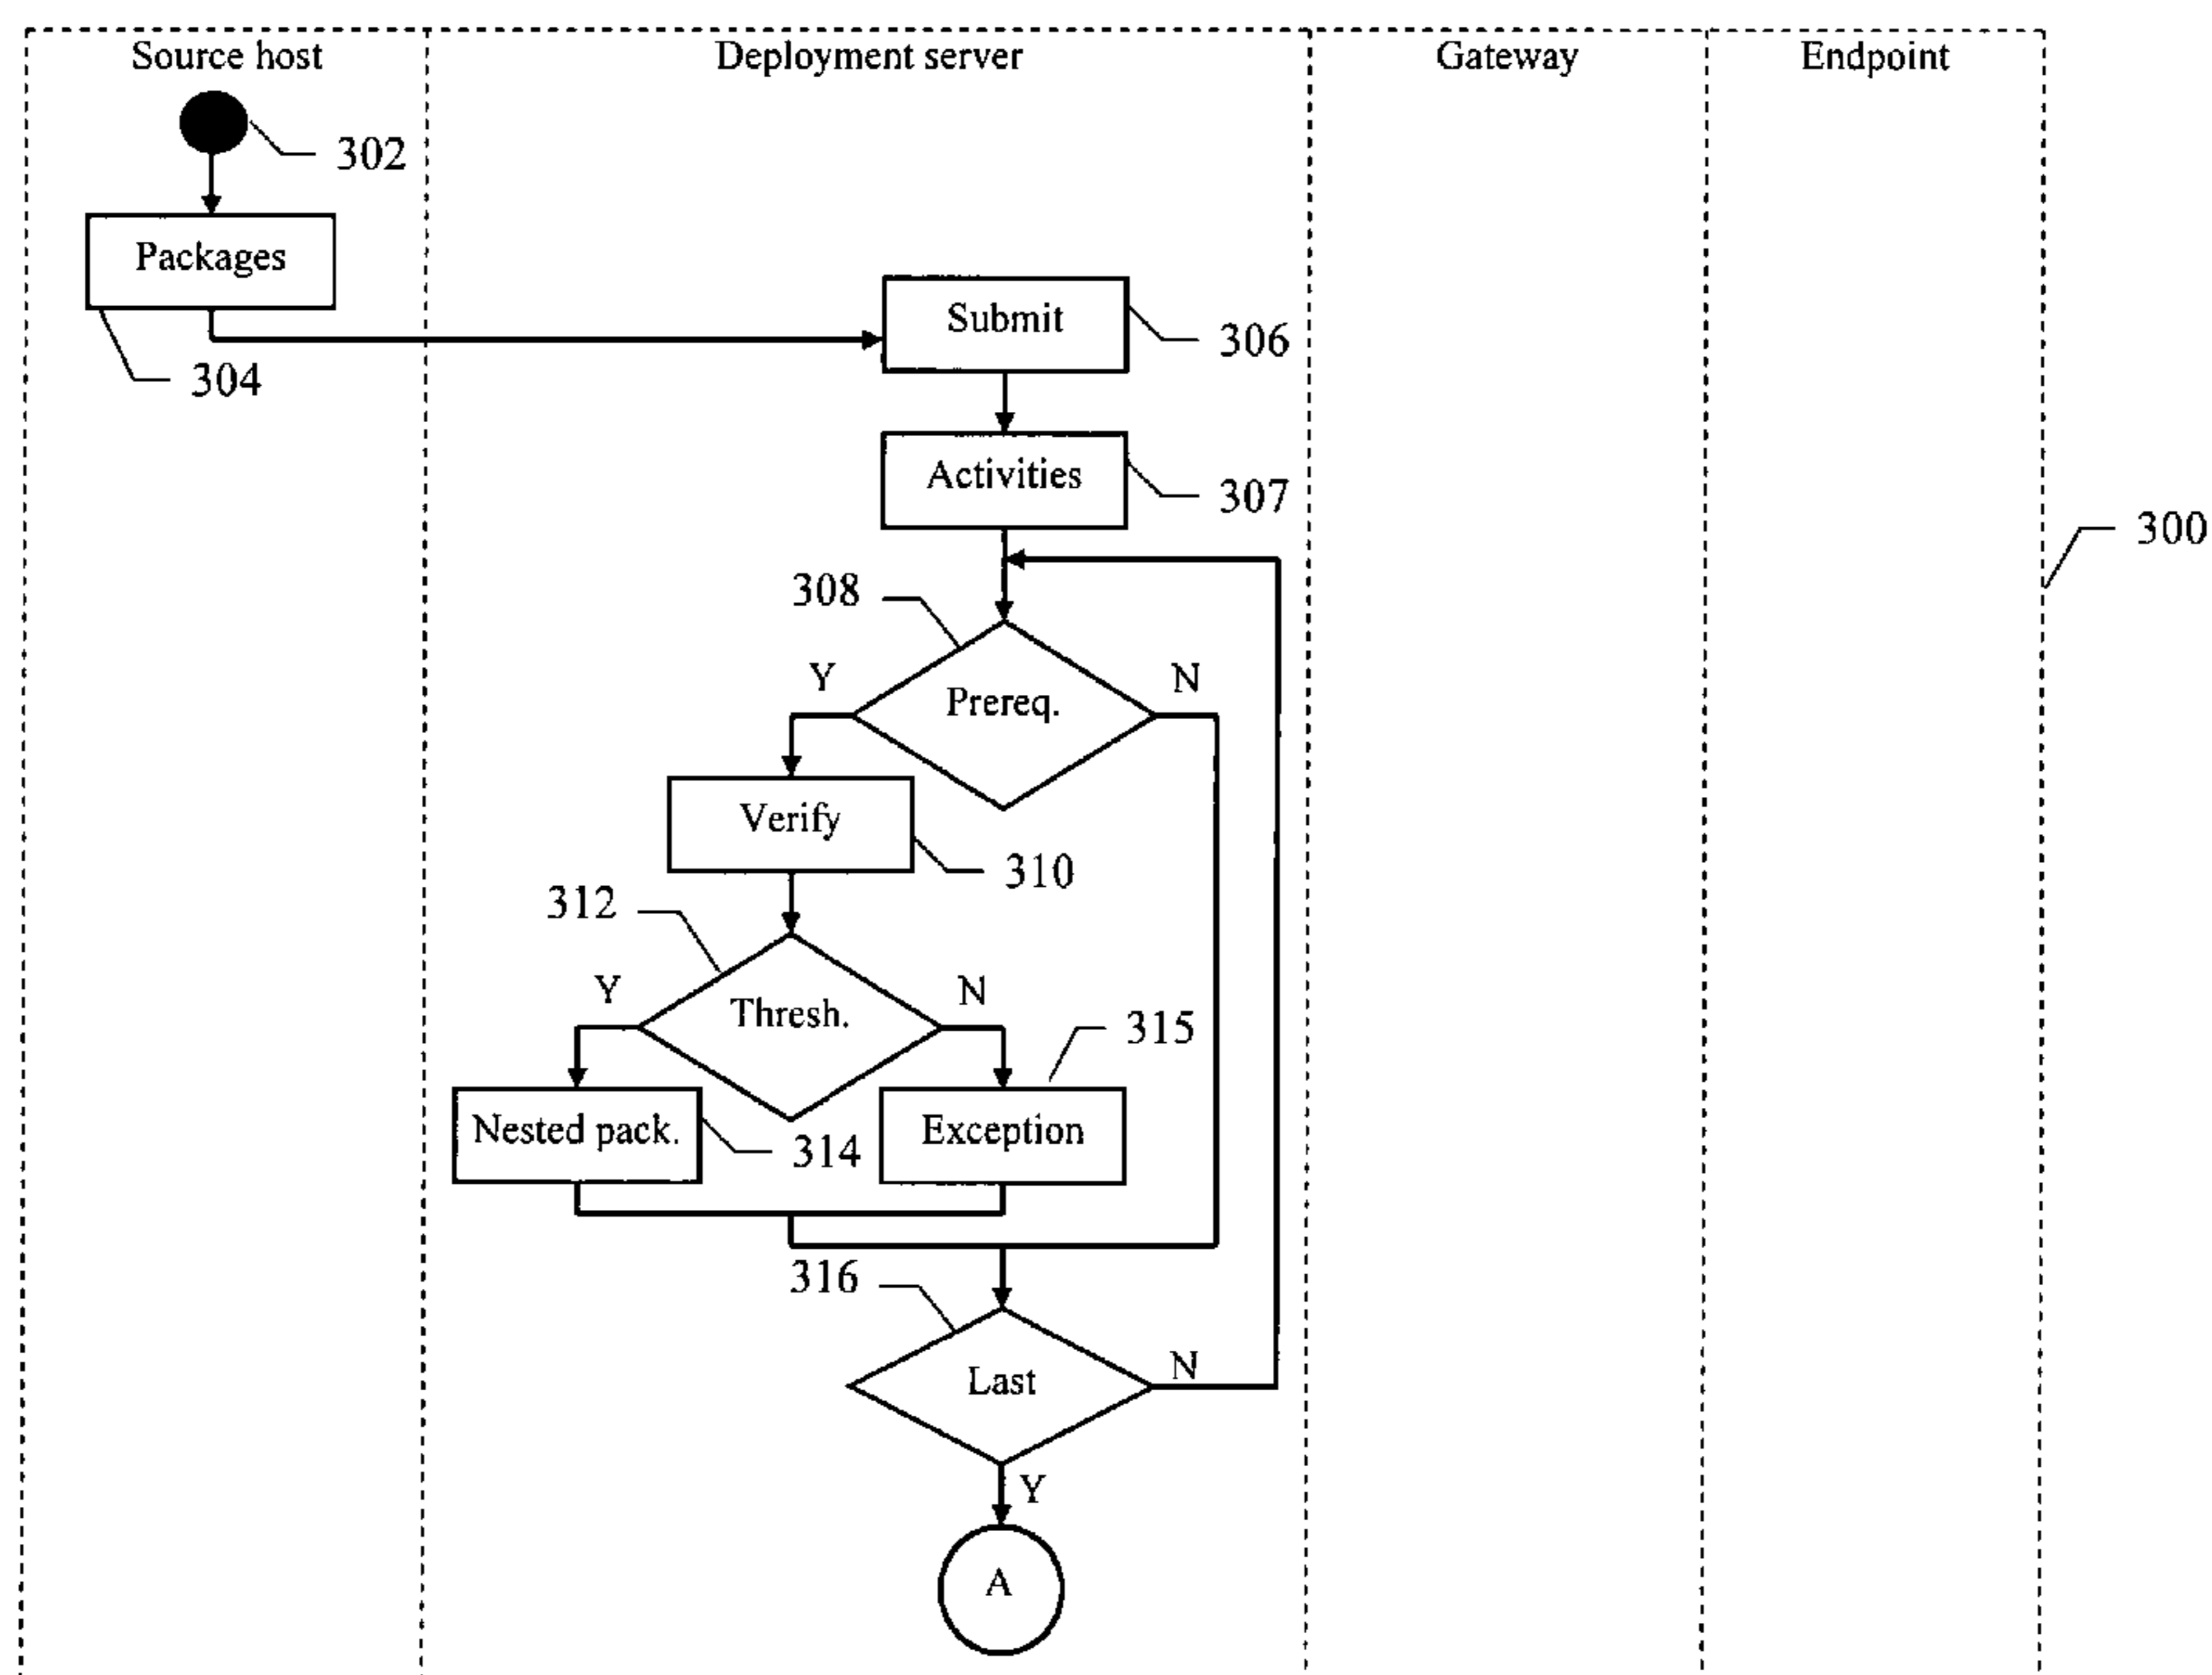 Source host
Deployment server
Gateway
Endpoint
302
Packages
304
Submit
306
Activities
307
300
308
Y
Prereq.
N
Verify
310
312
Y
Thresh.
N
315
Nested pack.
314
Exception
316
Last
N
Y
A